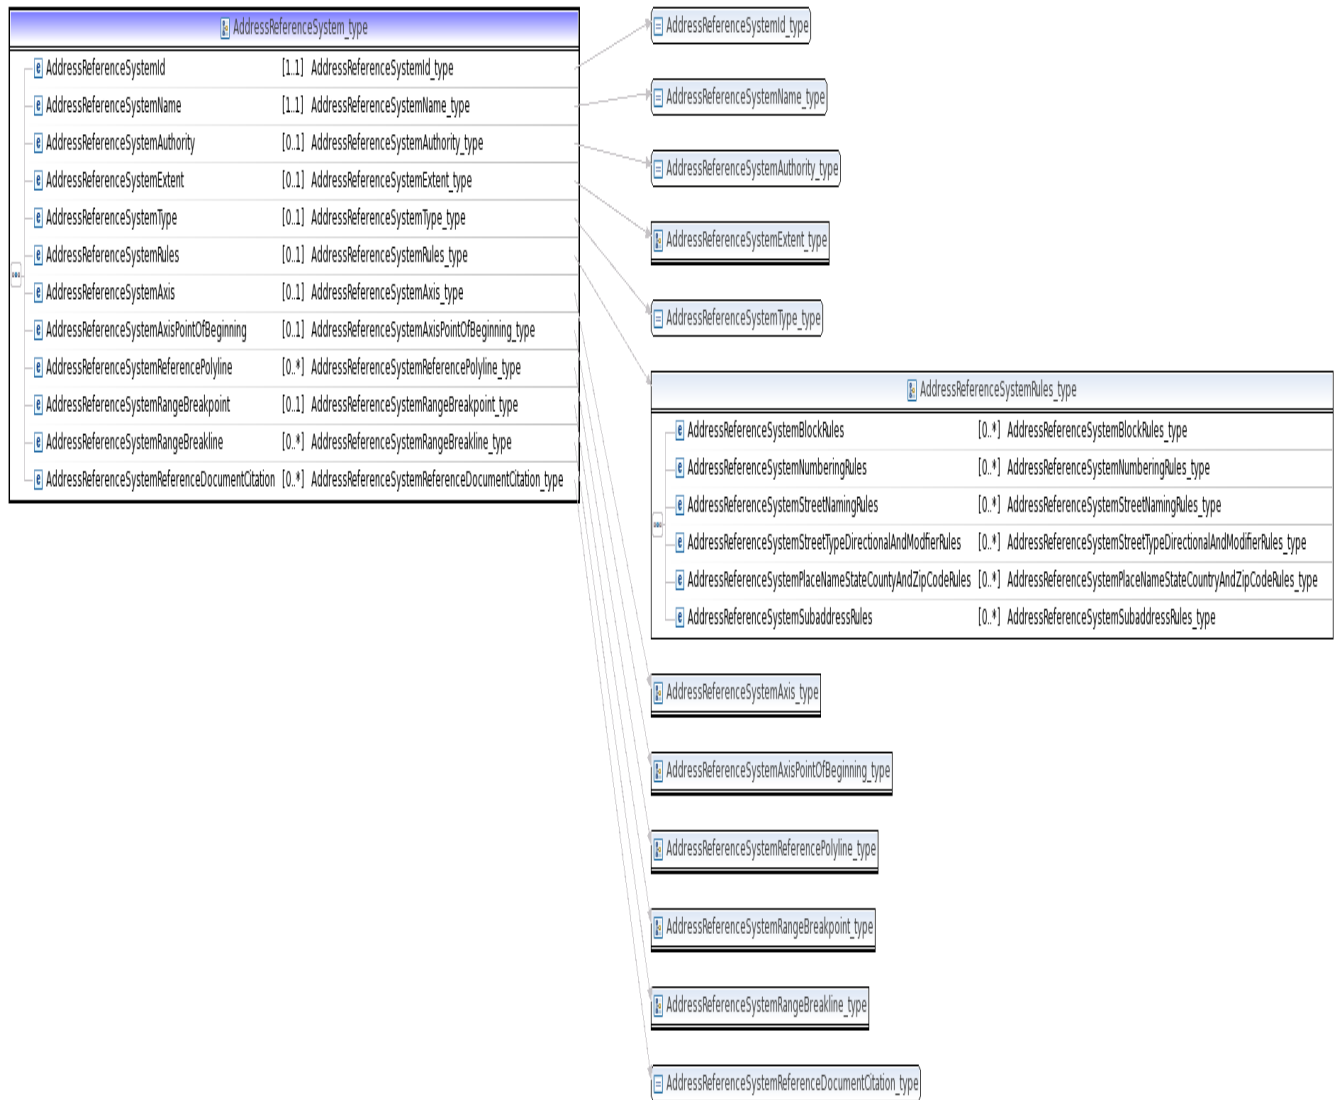 AddressReferenceSystem_type
AddressReferenceSystemId [1..1] AddressReferenceSystemId_type
AddressReferenceSystemName [1..1] AddressReferenceSystemName_type
AddressReferenceSystemAuthority [0..1] AddressReferenceSystemAuthority_type
AddressReferenceSystemExtent [0..1] AddressReferenceSystemExtent_type
AddressReferenceSystemType [0..1] AddressReferenceSystemType_type
AddressReferenceSystemRules [0..1] AddressReferenceSystemRules_type
AddressReferenceSystemAxis [0..1] AddressReferenceSystemAxis_type
AddressReferenceSystemAxisPointOfBeginning [0..1] AddressReferenceSystemAxisPointOfBeginning_type
AddressReferenceSystemReferencePolyline [0..*] AddressReferenceSystemReferencePolyline_type
AddressReferenceSystemRangeBreakpoint [0..1] AddressReferenceSystemRangeBreakpoint_type
AddressReferenceSystemRangeBreakline [0..*] AddressReferenceSystemRangeBreakline_type
AddressReferenceSystemReferenceDocumentCitation [0..*] AddressReferenceSystemReferenceDocumentCitation_type
AddressReferenceSystemId_type
AddressReferenceSystemName_type
AddressReferenceSystemAuthority_type
AddressReferenceSystemExtent_type
AddressReferenceSystemType_type
AddressReferenceSystemRules_type
AddressReferenceSystemBlockRules [0..*] AddressReferenceSystemBlockRules_type
AddressReferenceSystemNumberingRules [0..*] AddressReferenceSystemNumberingRules_type
AddressReferenceSystemStreetNamingRules [0..*] AddressReferenceSystemStreetNamingRules_type
AddressReferenceSystemStreetTypeDirectionalAndModfierRules [0..*] AddressReferenceSystemStreetTypeDirectionalAndModifierRules_type
AddressReferenceSystemPlaceNameStateCountyAndZipCodeRules [0..*] AddressReferenceSystemPlaceNameStateCountryAndZipCodeRules_type
AddressReferenceSystemSubaddressRules [0..*] AddressReferenceSystemSubaddressRules_type
AddressReferenceSystemAxis_type
AddressReferenceSystemAxisPointOfBeginning_type
AddressReferenceSystemReferencePolyline_type
AddressReferenceSystemRangeBreakpoint_type
AddressReferenceSystemRangeBreakline_type
AddressReferenceSystemReferenceDocumentCitation_type